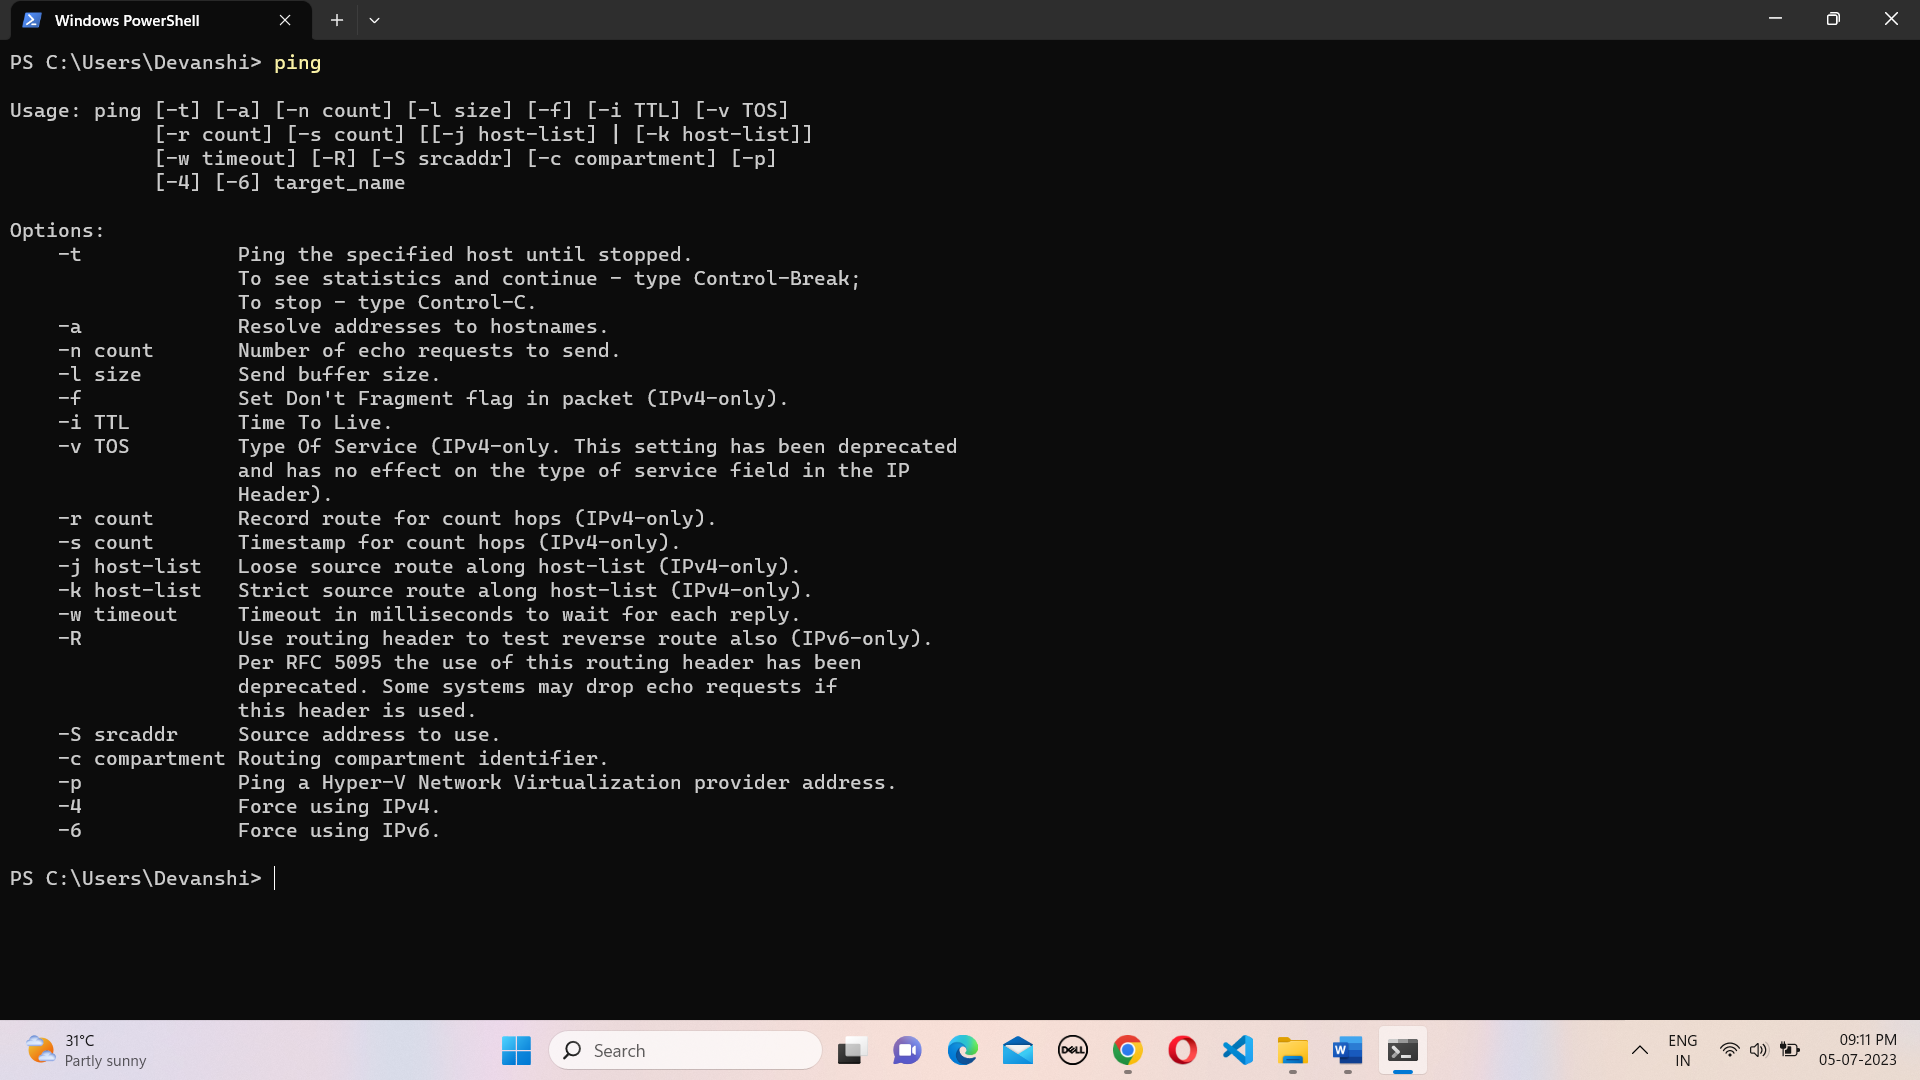 Windows PowerShell
PS C:\Users\Devanshi> ping
Usage: ping [-t] [-a] [-n count] [-l size] [-f] [-i TTL] [-v TOS]
            [-r count] [-s count] [[-j host-list] | [-k host-list]]
            [-w timeout] [-R] [-S srcaddr] [-c compartment] [-p]
            [-4] [-6] target_name
Options:
    -t             Ping the specified host until stopped.
                   To see statistics and continue - type Control-Break;
                   To stop - type Control-C.
    -a             Resolve addresses to hostnames.
    -n count       Number of echo requests to send.
    -l size        Send buffer size.
    -f             Set Don't Fragment flag in packet (IPv4-only).
    -i TTL         Time To Live.
    -v TOS         Type Of Service (IPv4-only. This setting has been deprecated
                   and has no effect on the type of service field in the IP
                   Header).
    -r count       Record route for count hops (IPv4-only).
    -s count       Timestamp for count hops (IPv4-only).
    -j host-list   Loose source route along host-list (IPv4-only).
    -k host-list   Strict source route along host-list (IPv4-only).
    -w timeout     Timeout in milliseconds to wait for each reply.
    -R             Use routing header to test reverse route also (IPv6-only).
                   Per RFC 5095 the use of this routing header has been
                   deprecated. Some systems may drop echo requests if
                   this header is used.
    -S srcaddr     Source address to use.
    -c compartment Routing compartment identifier.
    -p             Ping a Hyper-V Network Virtualization provider address.
    -4             Force using IPv4.
    -6             Force using IPv6.
PS C:\Users\Devanshi>
31°C
Partly sunny
Search
DELL
W
ENG
IN
09:11 PM
05-07-2023